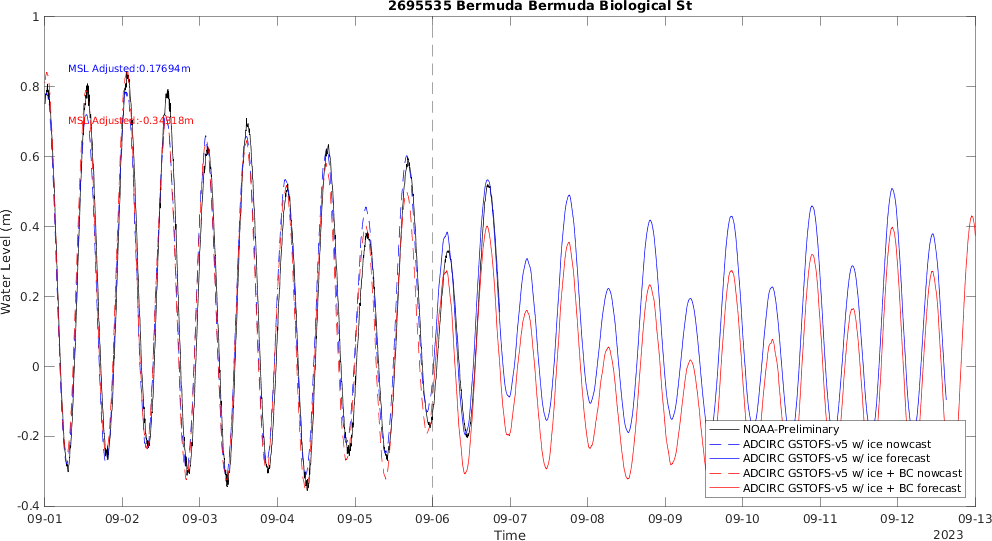 2695535 Bermuda Bermuda Biological St
1
0.8
0.6
0.4
0.2
0
-0.2
-0.4
Water Level (m)
MSL Adjusted:0.17694m
09-01
09-02
09-03
09-04
09-05
09-06
09-07
09-08
09-09
09-10
09-11
09-12
09-13
Time
2023
NOAA-Preliminary
ADCIRC GSTOFS-v5 w/ ice nowcast
ADCIRC GSTOFS-v5 w/ ice forecast
ADCIRC GSTOFS-v5 w/ ice + BC nowcast
ADCIRC GSTOFS-v5 w/ ice + BC forecast